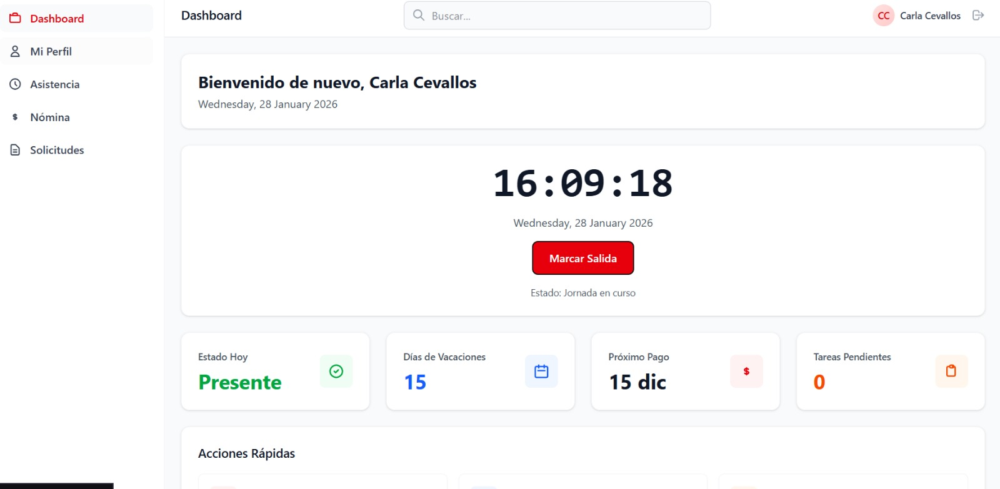 Dashboard
Mi Perfil
Asistencia
$ Nómina
Solicitudes
Dashboard
Buscar...
CC Carla Cevallos
Bienvenido de nuevo, Carla Cevallos
Wednesday, 28 January 2026
16:09:18
Wednesday, 28 January 2026
Marcar Salida
Estado: Jornada en curso
Estado Hoy
Presente
Días de Vacaciones
15
Próximo Pago
15 dic
$
Tareas Pendientes
0
Acciones Rápidas